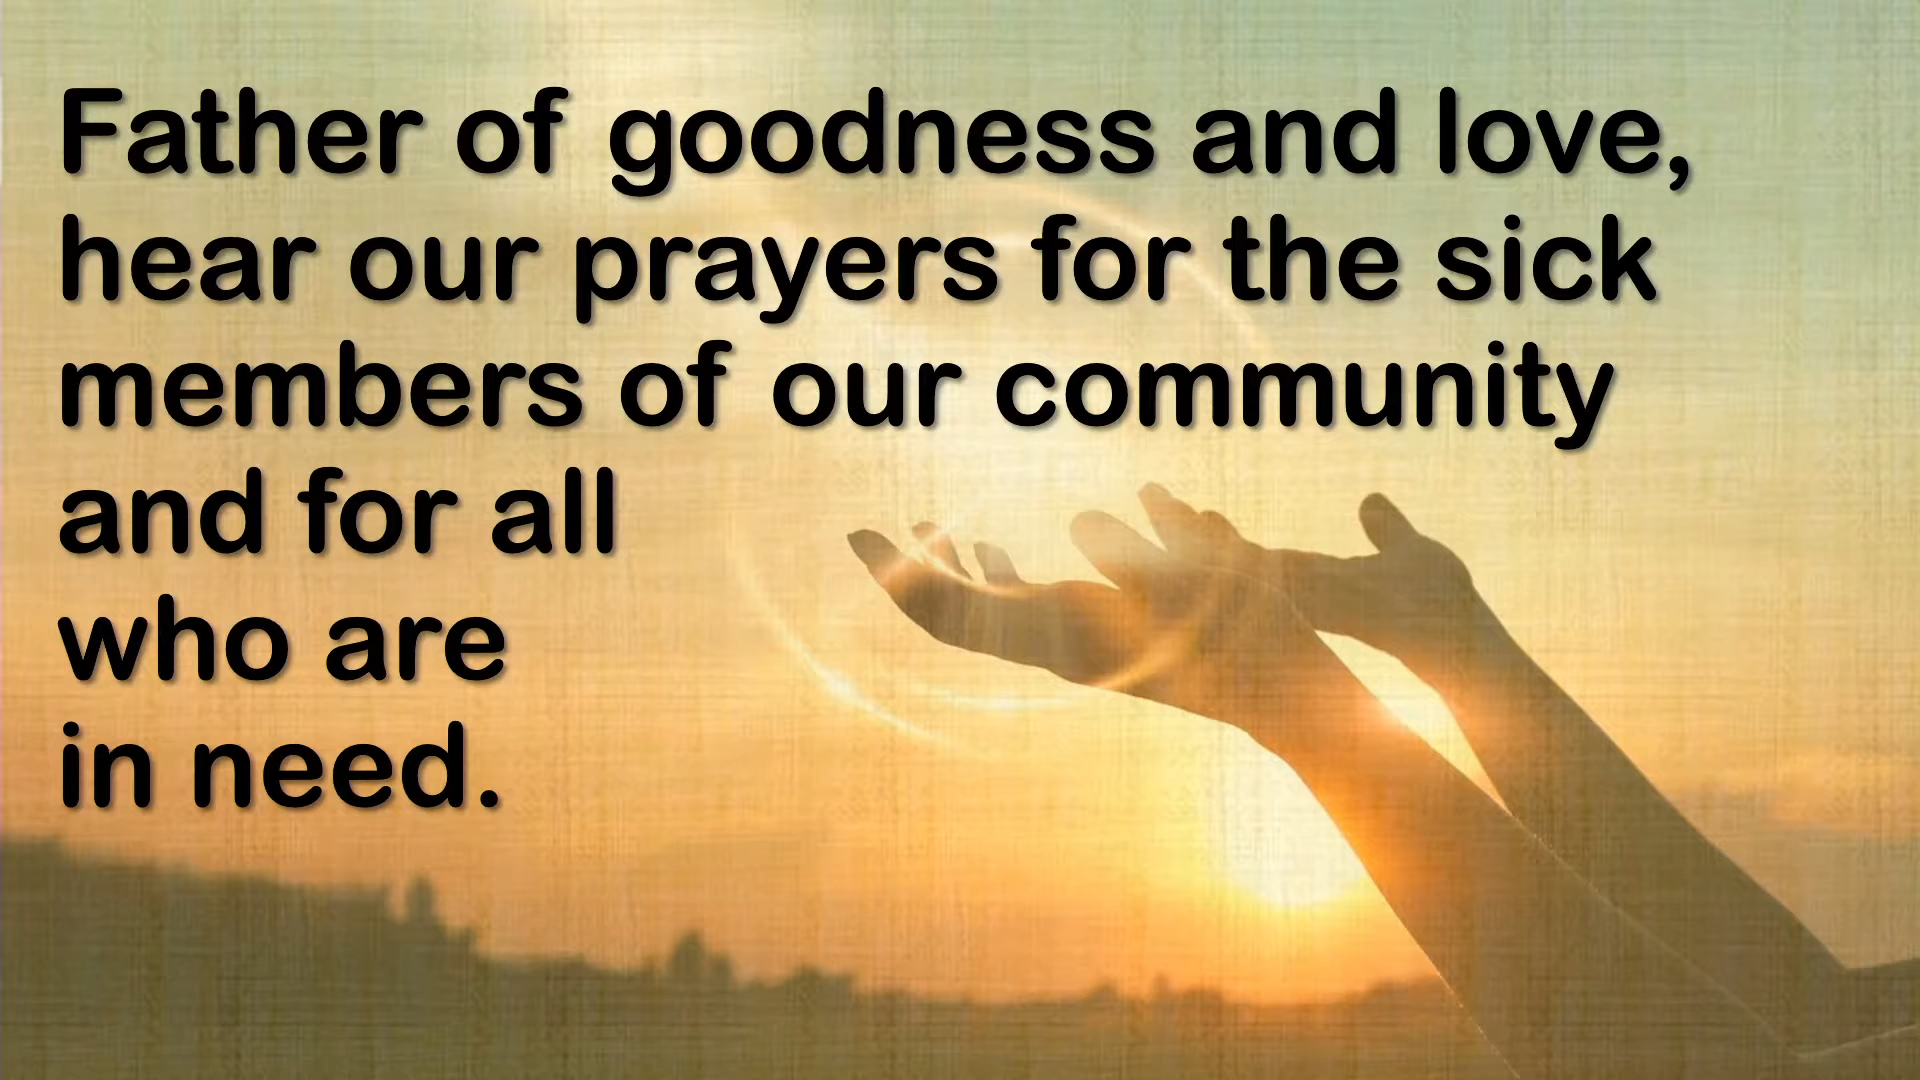 Father of goodness and love,
hear our prayers for the sick
members of our community
and for all
who are
in need.